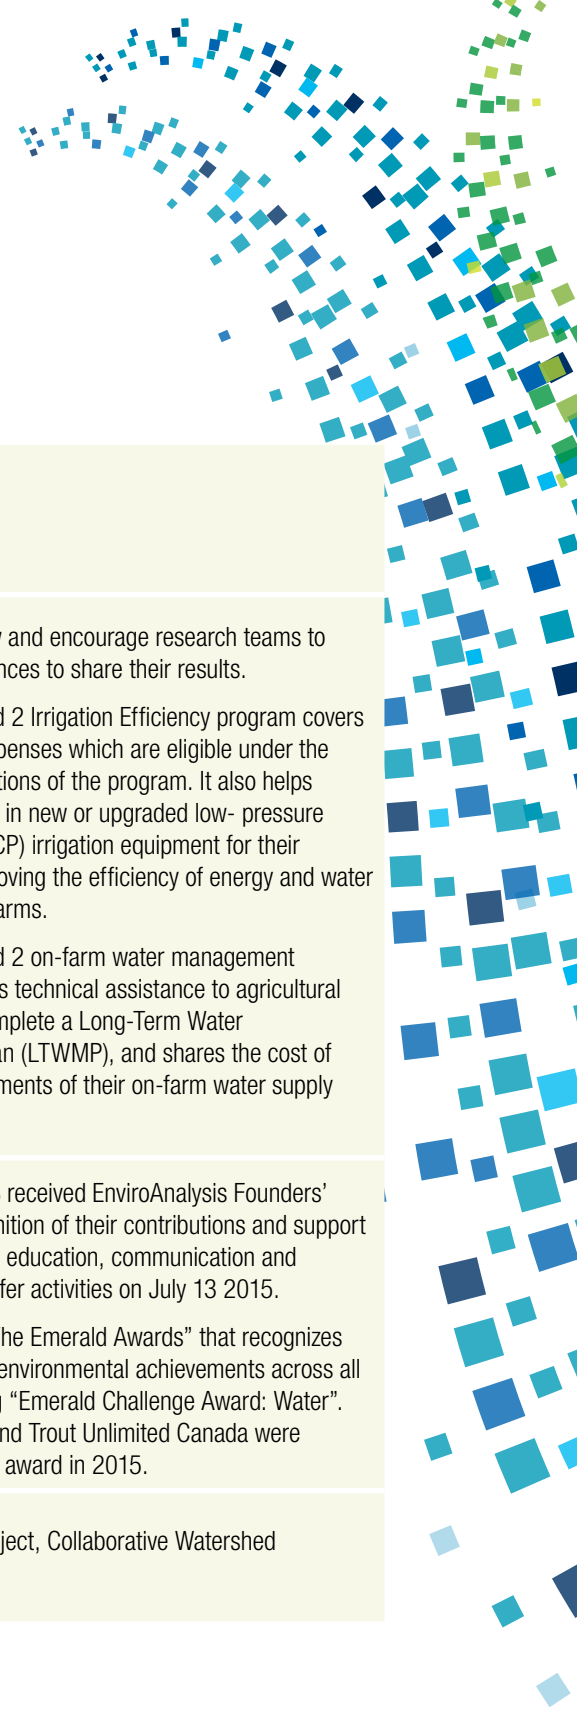 and encourage research teams to
nces to share their results.
d 2 Irrigation Efficiency program covers
penses which are eligible under the
tions of the program. It also helps
in new or upgraded low- pressure
CP) irrigation equipment for their
oving the efficiency of energy and water
arms.
d 2 on-farm water management
s technical assistance to agricultural
mplete a Long-Term Water
an (LTWMP), and shares the cost of
ments of their on-farm water supply
received EnviroAnalysis Founders’
nition of their contributions and support
education, communication and
fer activities on July 13 2015.
he Emerald Awards” that recognizes
environmental achievements across all
g “Emerald Challenge Award: Water”.
nd Trout Unlimited Canada were
award in 2015.
ject, Collaborative Watershed